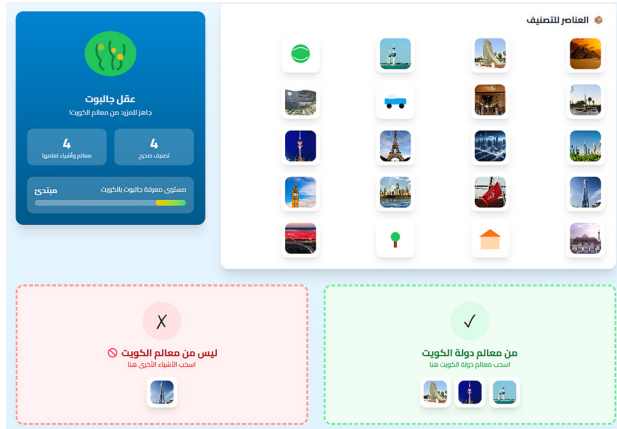 العناصر للتصنيف
عقل جالبوت
جاهز للمزيد من معالم الكويت!
4
تصنيف صحيح
4
معالم وأشياء تعلمها
مستوى معرفة جالبوت بالكويت
مبتدئ
من معالم دولة الكويت
اسحب معالم دولة الكويت هنا
ليس من معالم الكويت
اسحب الأشياء الأخرى هنا